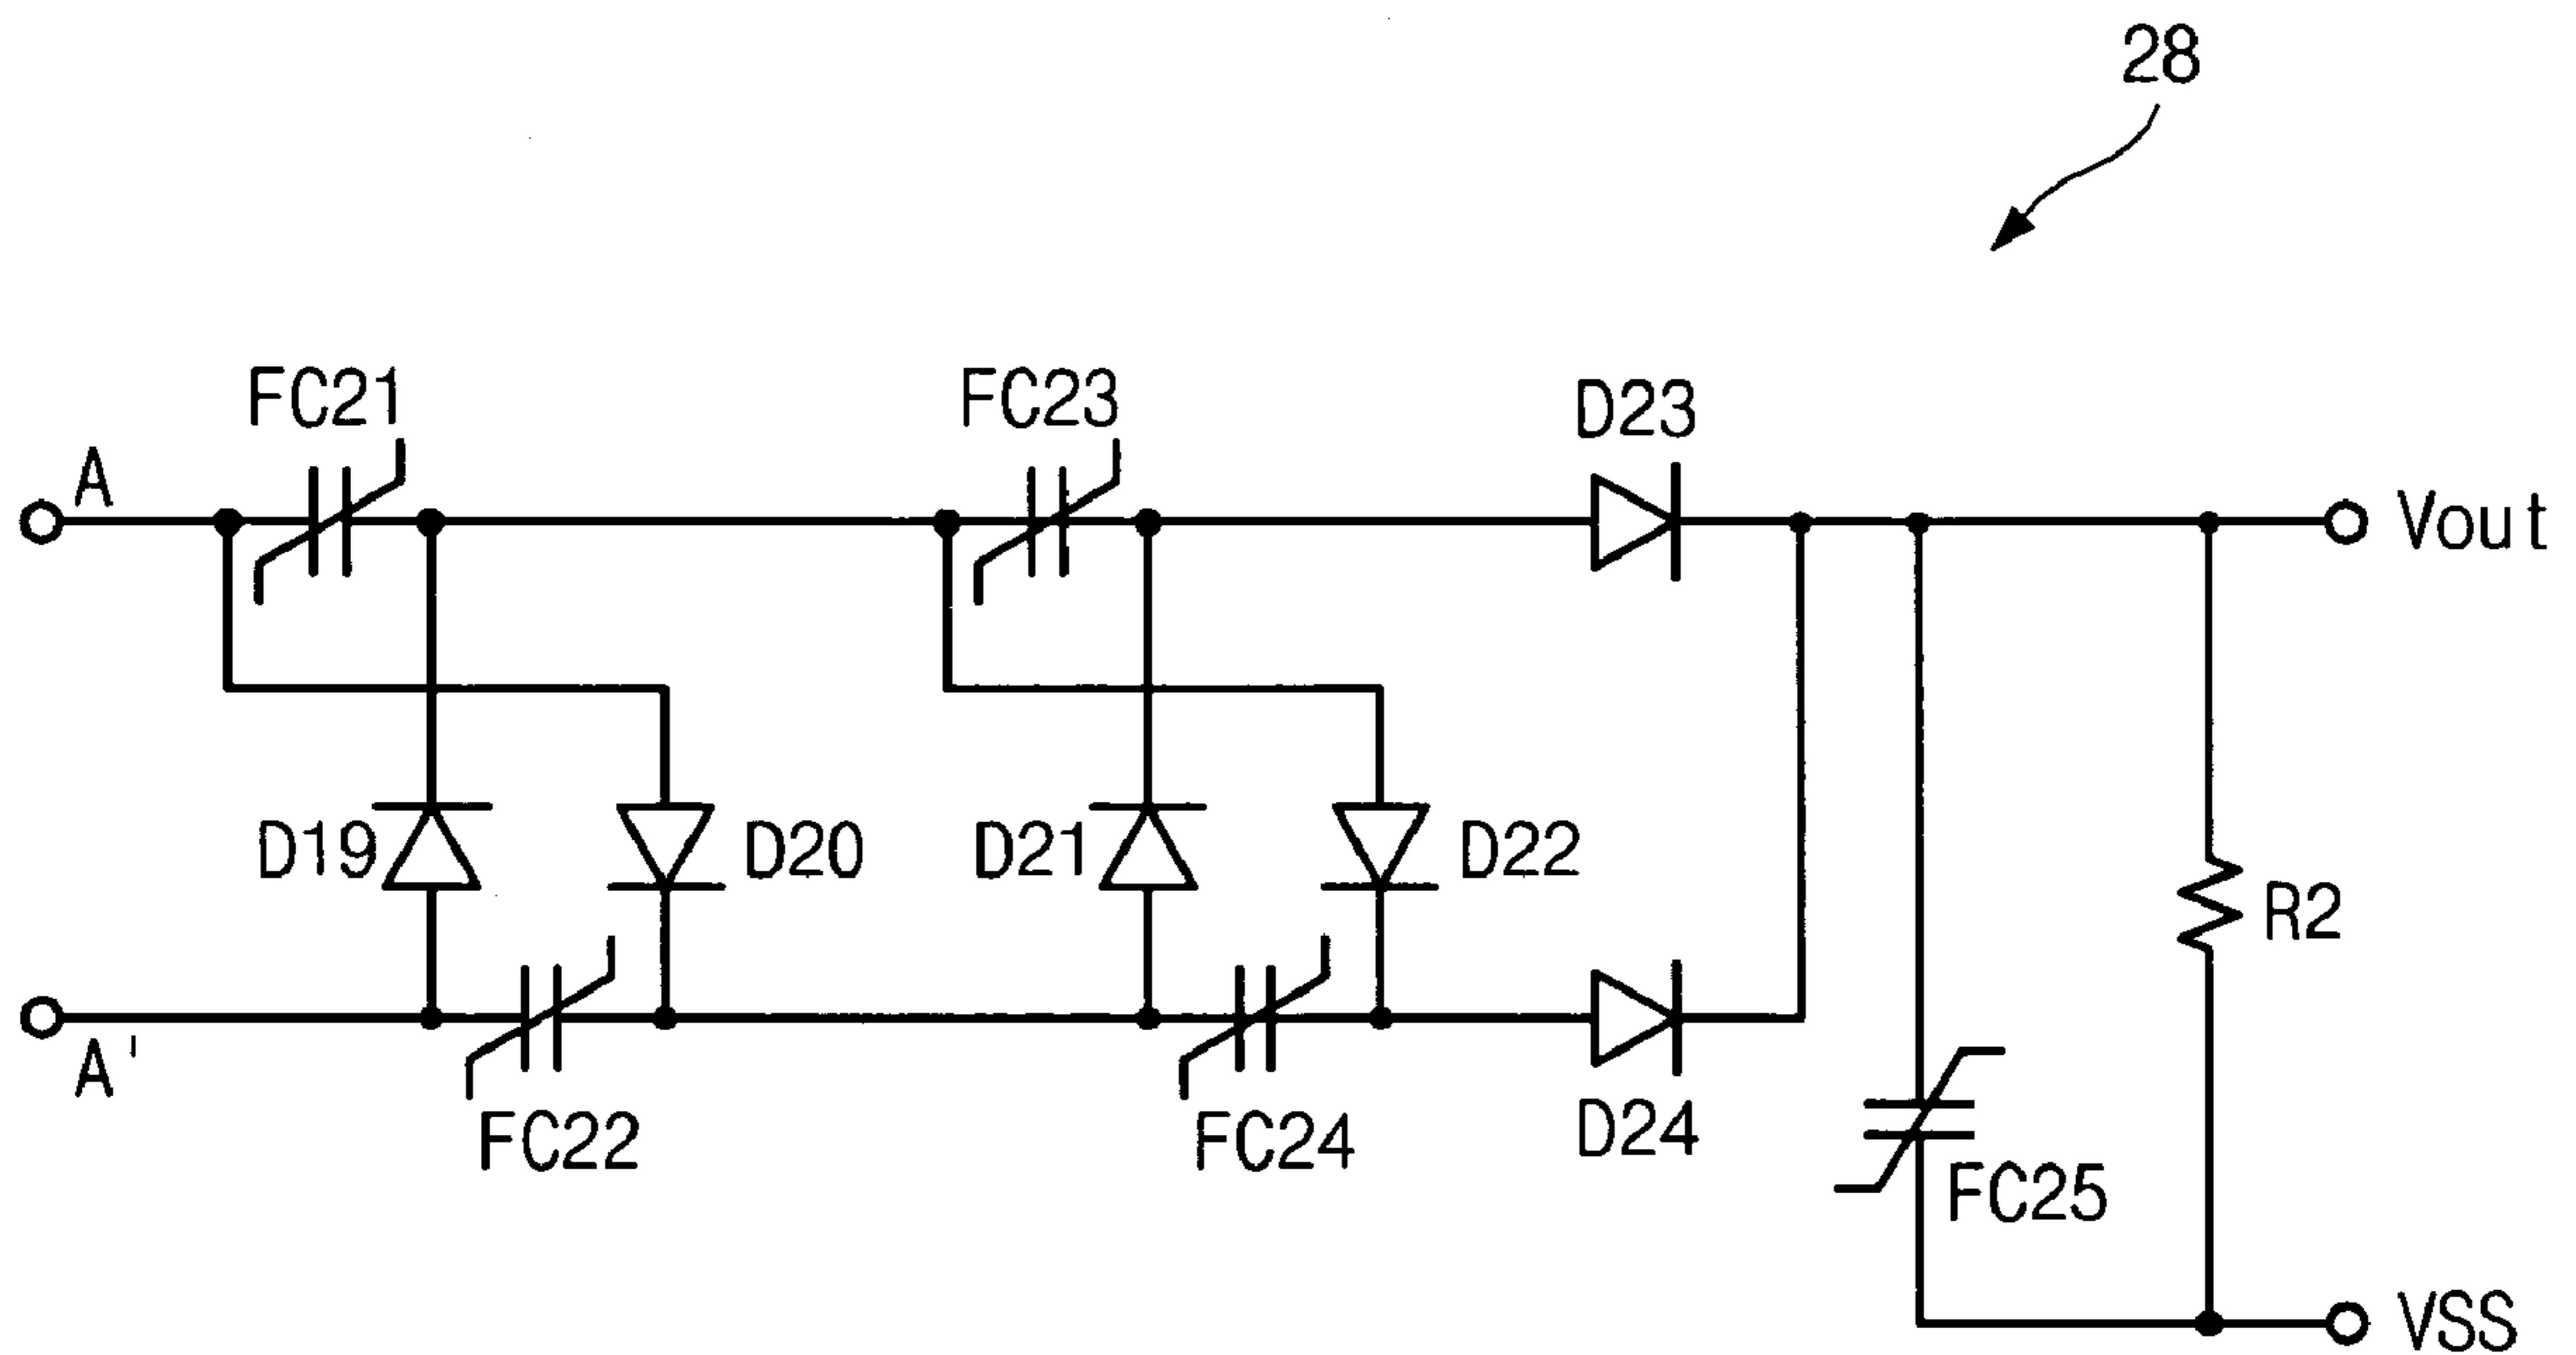 28
FC21
FC23
D23
A
Vout
D19
D20
D21
D22
R2
A'
FC22
FC24
D24
FC25
VSS